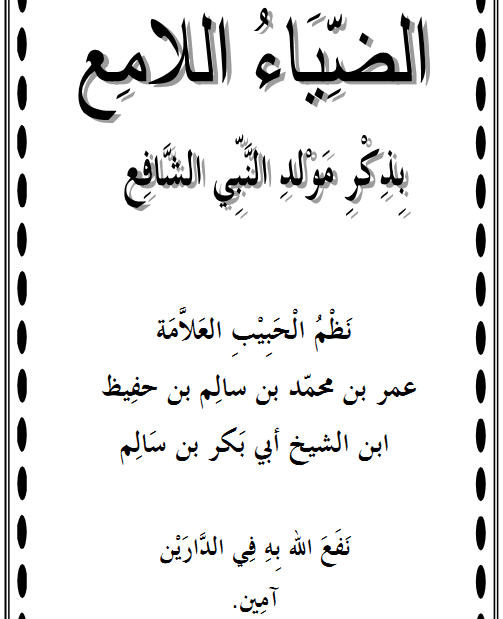 الضِّيَاءُ اللامِع
بِذِكْرِ مَوْلدِ النَّبِي الشَّافِع
نَظْمُ الْحَبِيْبِ العَلاَّمَة
عمر بن محمّد بن سالِم بن حفِيظ
ابن الشيخ أبي بَكر بن سَالِم
نَفَعَ الله بِهِ فِي الدَّارَيْن
آمِين.